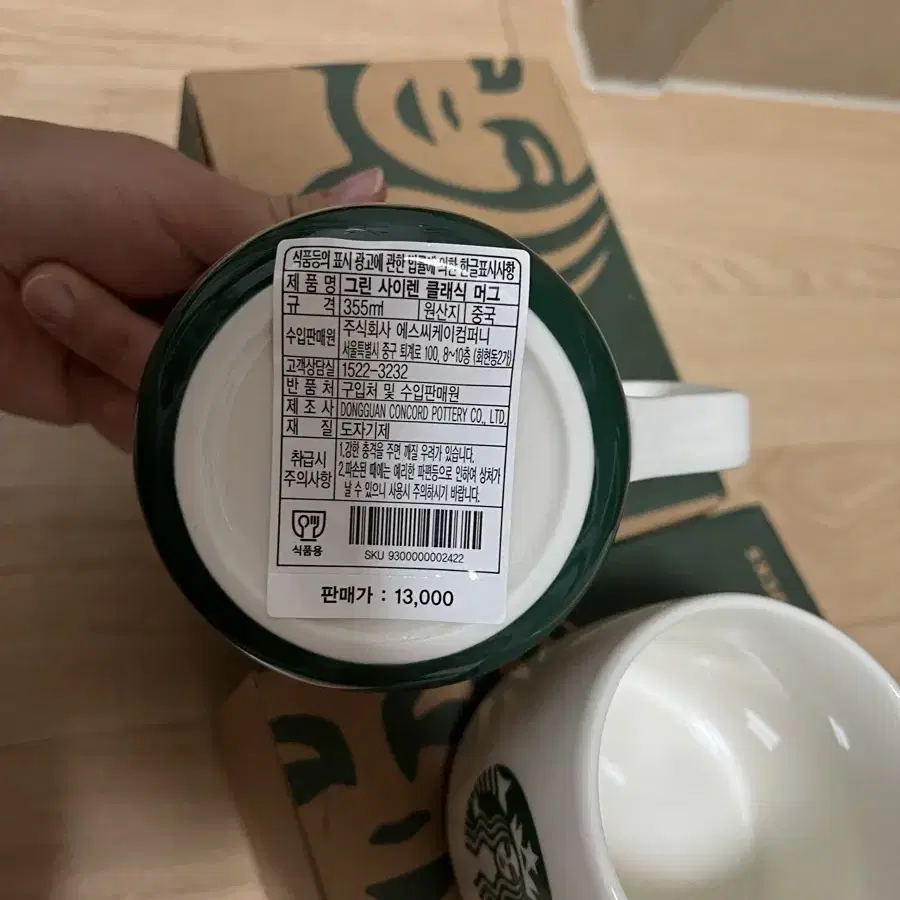 식품등의 표시 광고에 관한 법률에 의한 한글표시사항
제 품 명 그린 사이렌 클래식 머그
규 격 355ml 원산지 중국
수입판매원 주식회사 에스씨케이컴퍼니
서울특별시 중구 퇴계로 100, 8~10층 (회현동2가)
고객상담실 1522-3232
반 품 처 구입처 및 수입판매원
제 조 사 DONGGUAN CONCORD POTTERY CO., LTD.
재 질 도자기제
취급시 주의사항
1.강한 충격을 주면 깨질 우려가 있습니다.
2.파손된 때에는 예리한 파편등으로 인하여 상처가
날 수 있으니 사용시 주의하시기 바랍니다.
식품용
SKU 9300000002422
판매가 : 13,000